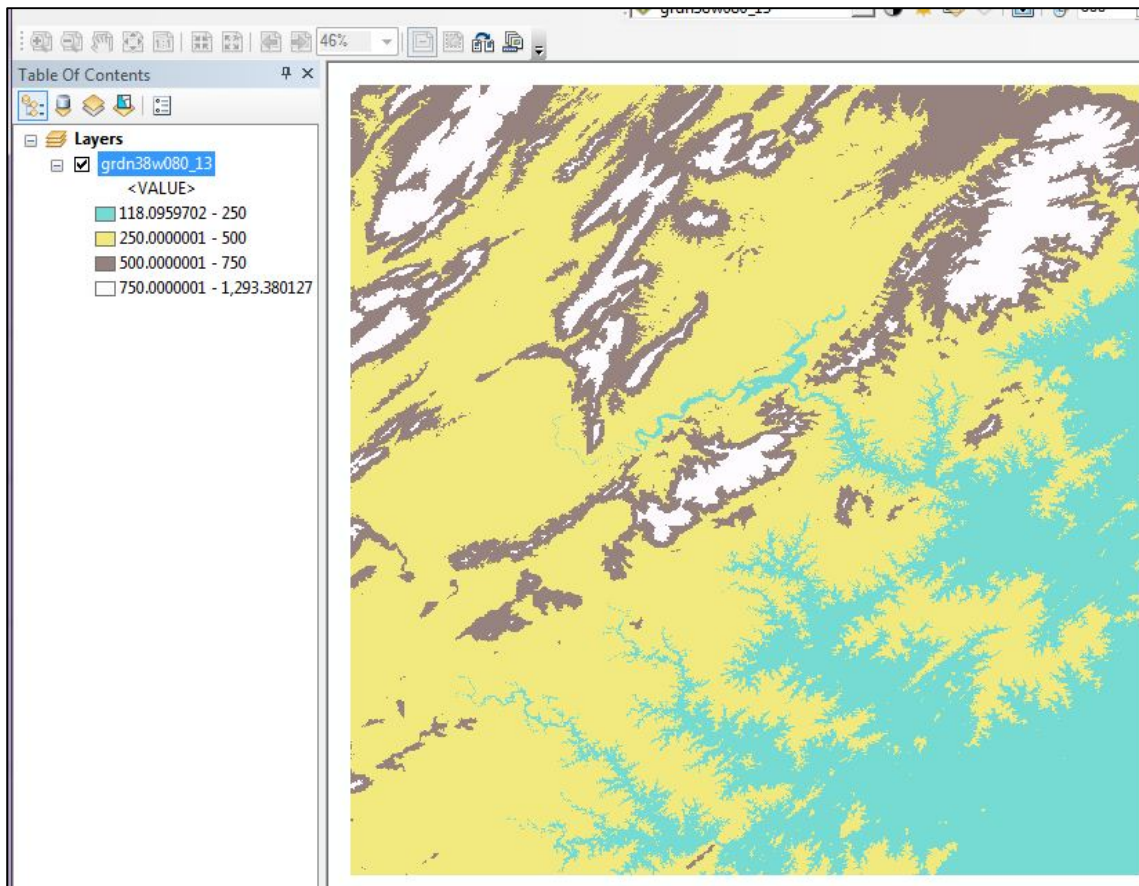 grdn38w080_13
46%
Table Of Contents
Layers
grdn38w080_13
<VALUE>
118.0959702 - 250
250.0000001 - 500
500.0000001 - 750
750.0000001 - 1,293.380127